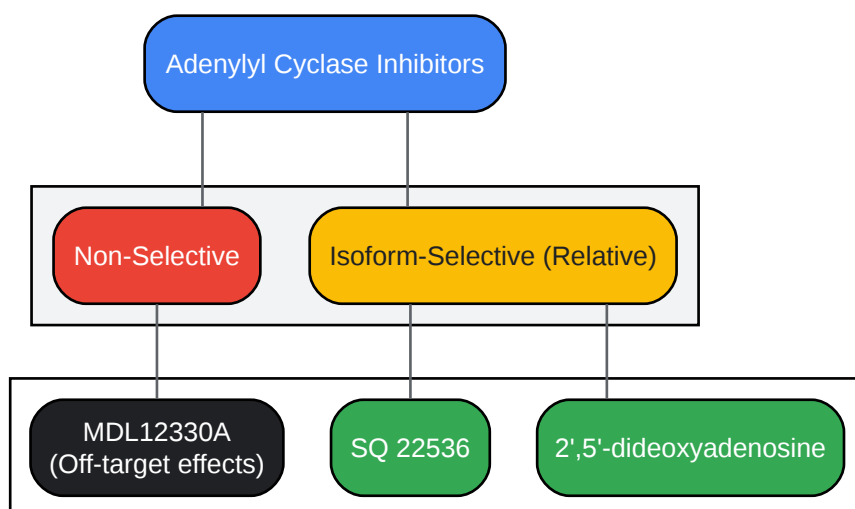 Adenylyl Cyclase Inhibitors
Non-Selective
Isoform-Selective (Relative)
MDL12330A
(Off-target effects)
SQ 22536
2',5'-dideoxyadenosine